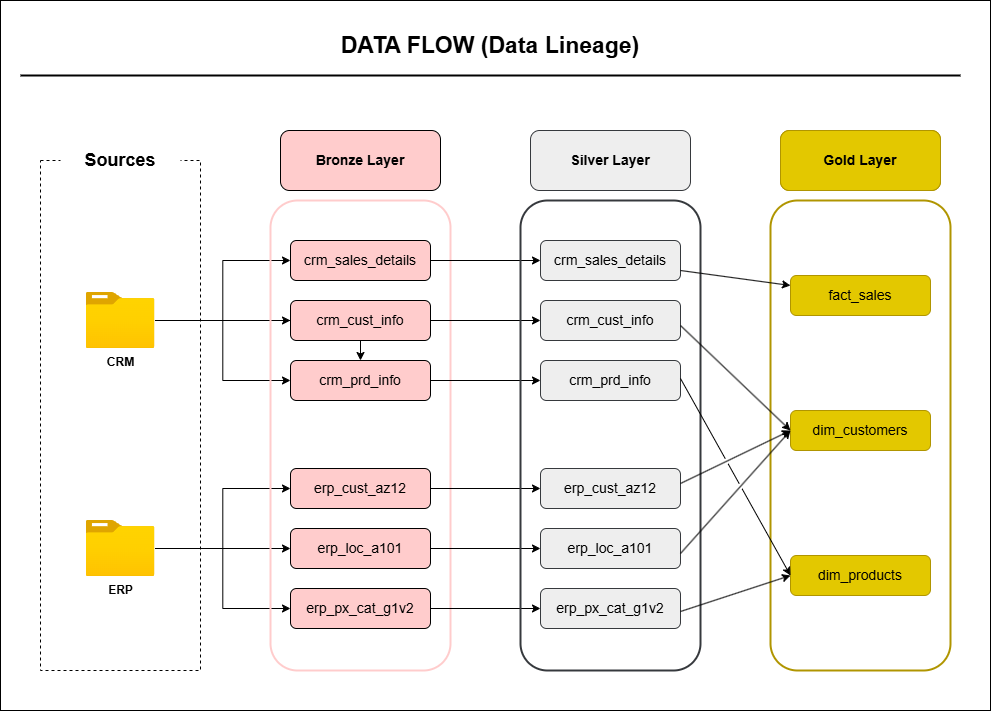 DATA FLOW (Data Lineage)
Sources
Bronze Layer
Silver Layer
Gold Layer
CRM
ERP
crm_sales_details
crm_cust_info
crm_prd_info
erp_cust_az12
erp_loc_a101
erp_px_cat_g1v2
crm_sales_details
crm_cust_info
crm_prd_info
erp_cust_az12
erp_loc_a101
erp_px_cat_g1v2
fact_sales
dim_customers
dim_products